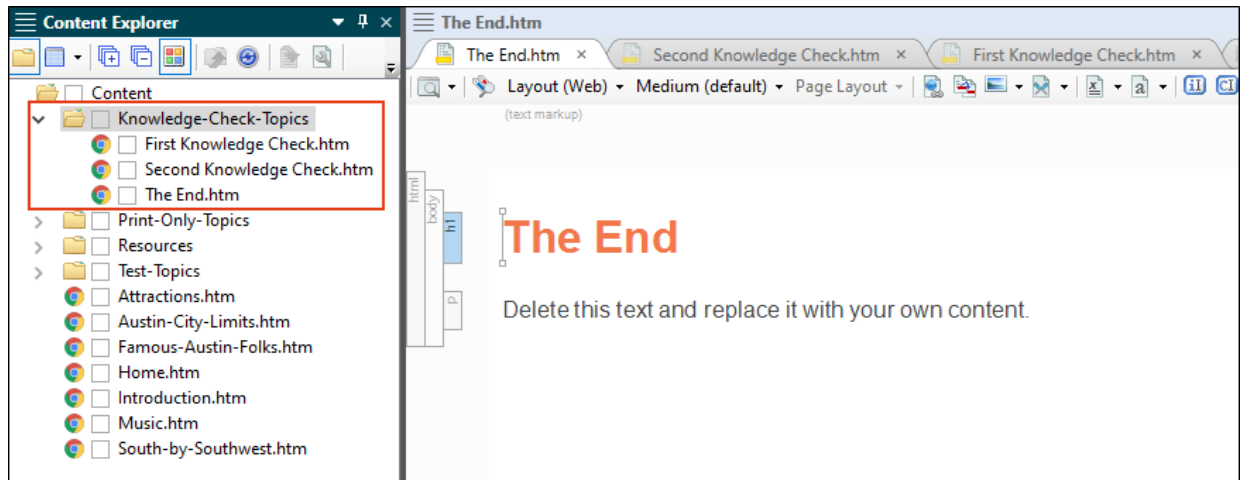 Content Explorer
Content
Knowledge-Check-Topics
First Knowledge Check.htm
Second Knowledge Check.htm
The End.htm
Print-Only-Topics
Resources
Test-Topics
Attractions.htm
Austin-City-Limits.htm
Famous-Austin-Folks.htm
Home.htm
Introduction.htm
Music.htm
South-by-Southwest.htm
The End.htm
The End.htm × Second Knowledge Check.htm × First Knowledge Check.htm ×
Layout (Web) Medium (default) Page Layout
(text markup)
html
body
h1
The End
p
Delete this text and replace it with your own content.